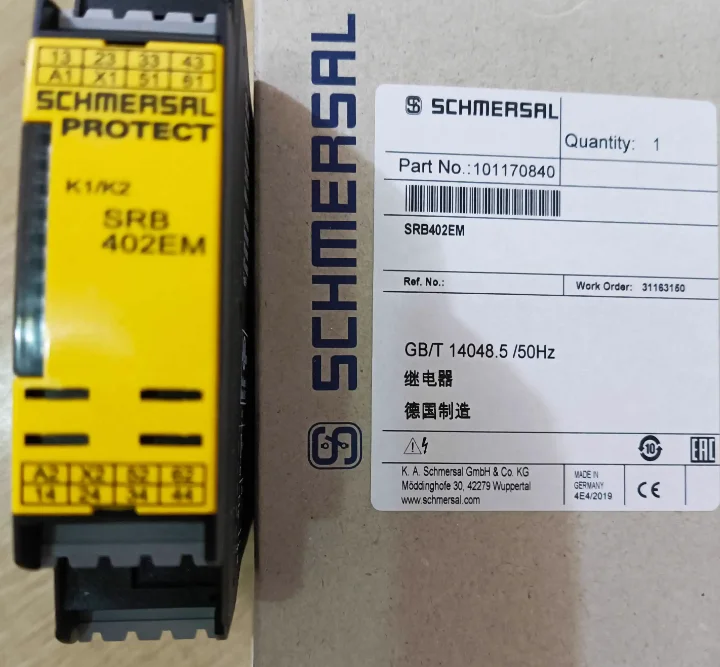 13 23 33 43
A1 X1 51 61
SCHMERSAL
PROTECT
K1/K2
SRB
402EM
A2 X2 52 62
14 24 34 44
SCHMERSAL
SCHMERSAL
Quantity: 1
Part No.:101170840
SRB402EM
Ref. No.:
Work Order: 31163150
GB/T 14048.5 /50Hz
继电器
德国制造
10
EAC
K. A. Schmersal GmbH & Co. KG
Möddinghofe 30, 42279 Wuppertal
www.schmersal.com
MADE IN
GERMANY
4E4/2019
CE